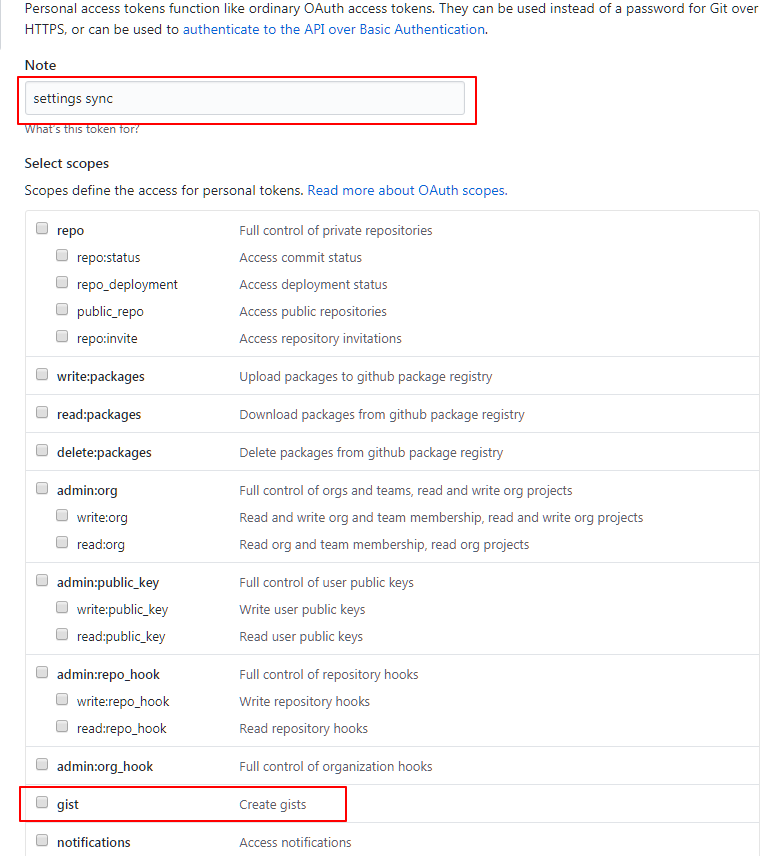 Personal access tokens function like ordinary OAuth access tokens. They can be used instead of a password for Git over
HTTPS, or can be used to authenticate to the API over Basic Authentication.
Note
settings sync
What's this token for?
Select scopes
Scopes define the access for personal tokens. Read more about OAuth scopes.
repo Full control of private repositories
repo:status Access commit status
repo_deployment Access deployment status
public_repo Access public repositories
repo:invite Access repository invitations
write:packages Upload packages to github package registry
read:packages Download packages from github package registry
delete:packages Delete packages from github package registry
admin:org Full control of orgs and teams, read and write org projects
write:org Read and write org and team membership, read and write org projects
read:org Read org and team membership, read org projects
admin:public_key Full control of user public keys
write:public_key Write user public keys
read:public_key Read user public keys
admin:repo_hook Full control of repository hooks
write:repo_hook Write repository hooks
read:repo_hook Read repository hooks
admin:org_hook Full control of organization hooks
gist Create gists
notifications Access notifications